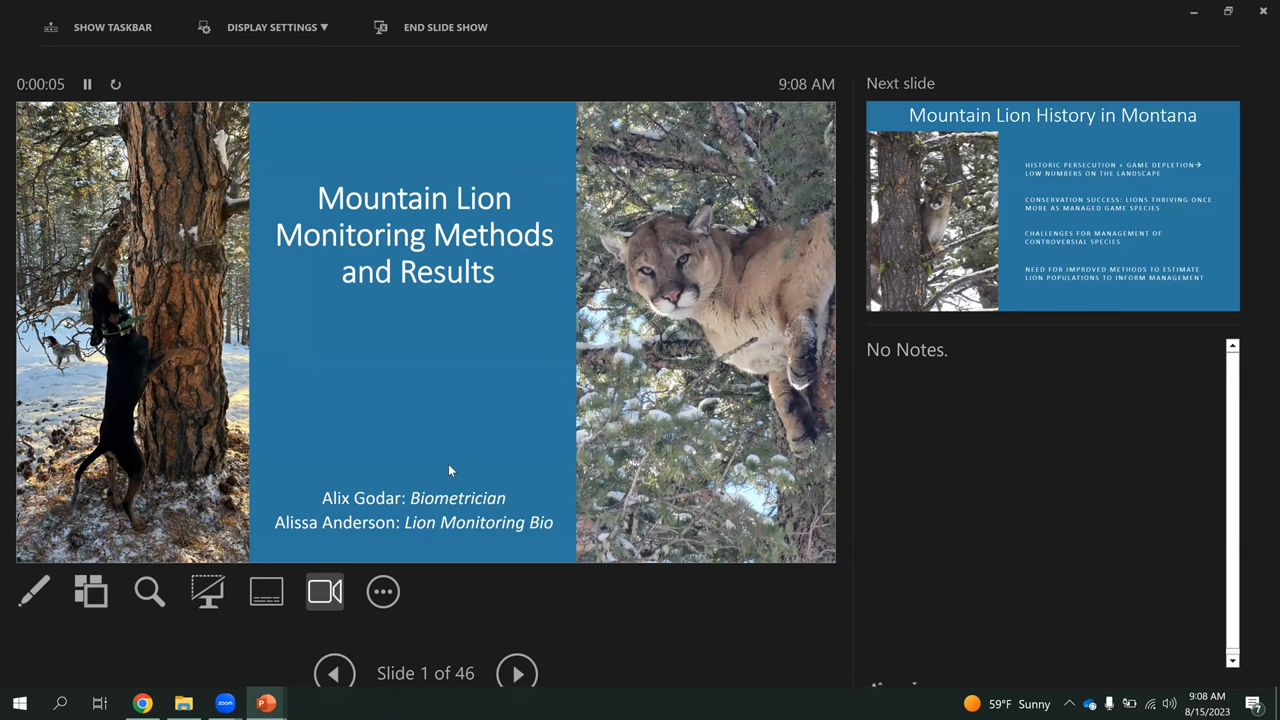 SHOW TASKBAR
DISPLAY SETTINGS ▼
END SLIDE SHOW
0:00:05
9:08 AM
Mountain Lion
Monitoring Methods
and Results
Alix Godar: Biometrician
Alissa Anderson: Lion Monitoring Bio
Next slide
Mountain Lion History in Montana
HISTORIC PERSECUTION + GAME DEPLETION→
LOW NUMBERS ON THE LANDSCAPE
CONSERVATION SUCCESS: LIONS THRIVING ONCE
MORE AS MANAGED GAME SPECIES
CHALLENGES FOR MANAGEMENT OF
CONTROVERSIAL SPECIES
NEED FOR IMPROVED METHODS TO ESTIMATE
LION POPULATIONS TO INFORM MANAGEMENT
No Notes.
Slide 1 of 46
zoom
P
59°F Sunny
9:08 AM
8/15/2023
7